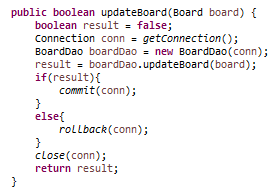 public boolean updateBoard(Board board) {
boolean result = false;
Connection conn = getConnection();
BoardDao boardDao = new BoardDao(conn);
result = boardDao.updateBoard(board);
if(result){
commit(conn);
}
else{
rollback(conn);
}
close(conn);
return result;
}